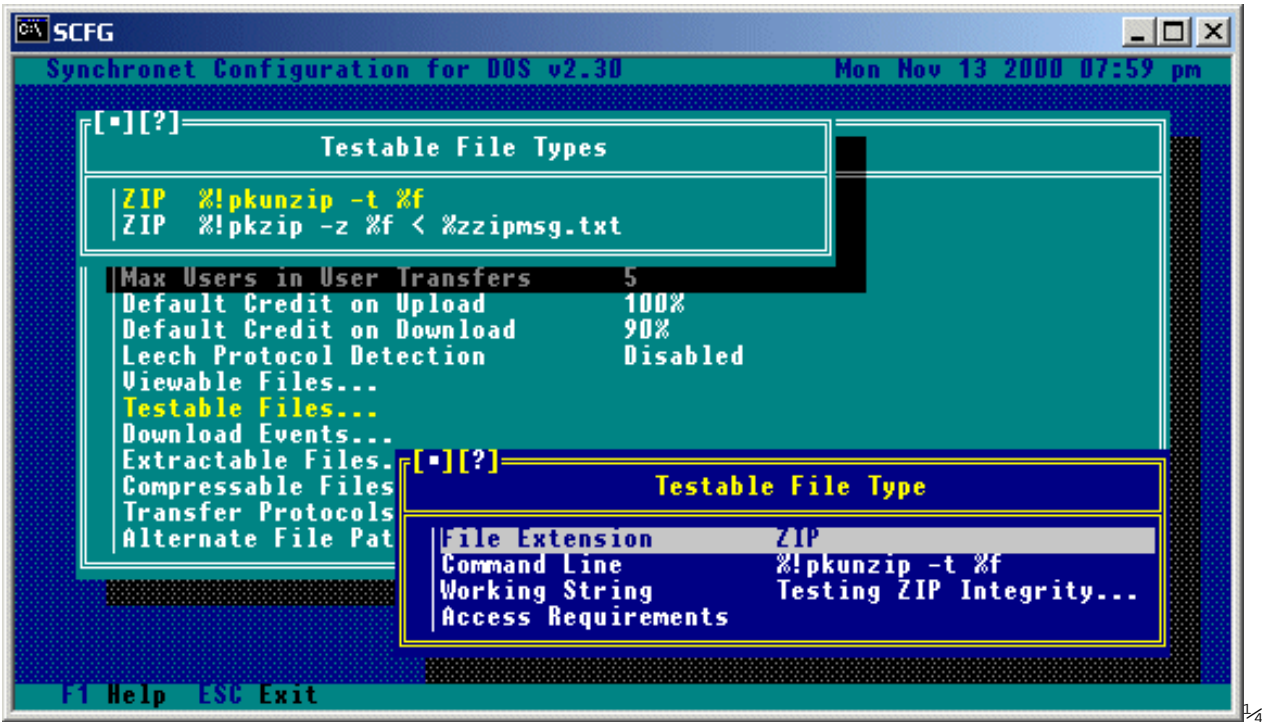 SCFG
Synchronet Configuration for DOS v2.30 Mon Nov 13 2000 07:59 pm
[▪][?]
Testable File Types
ZIP %!pkunzip -t %f
ZIP %!pkzip -z %f < %zzipmsg.txt
Max Users in User Transfers 5
Default Credit on Upload 100%
Default Credit on Download 90%
Leech Protocol Detection Disabled
Viewable Files...
Testable Files...
Download Events...
Extractable Files.
Compressable Files
Transfer Protocols
Alternate File Pat
[▪][?]
Testable File Type
File Extension ZIP
Command Line %!pkunzip -t %f
Working String Testing ZIP Integrity...
Access Requirements
F1 Help ESC Exit
¼